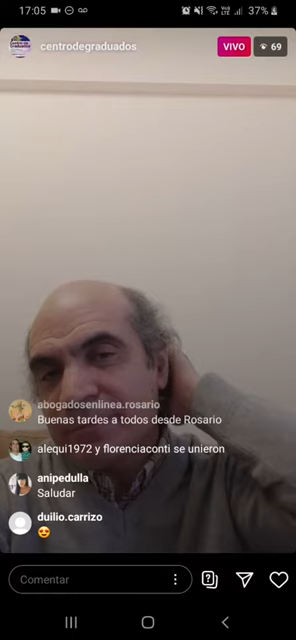 17:05
37%
centrodegraduados
VIVO
69
abogadosenlinea.rosario
Buenas tardes a todos desde Rosario
alequi1972 y florenciaconti se unieron
anipedulla
Saludar
duilio.carrizo
Comentar